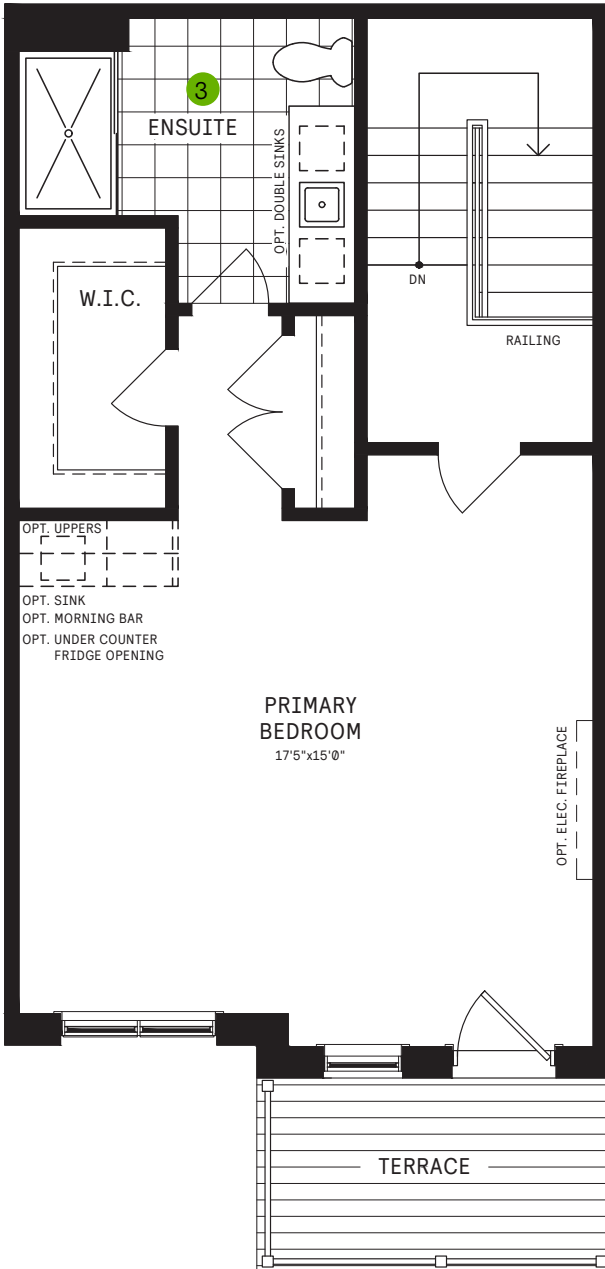 3
ENSUITE
OPT. DOUBLE SINKS
DN
RAILING
W.I.C.
OPT. UPPERS
OPT. SINK
OPT. MORNING BAR
OPT. UNDER COUNTER
FRIDGE OPENING
PRIMARY
BEDROOM
17'5"x15'0"
OPT. ELEC. FIREPLACE
TERRACE